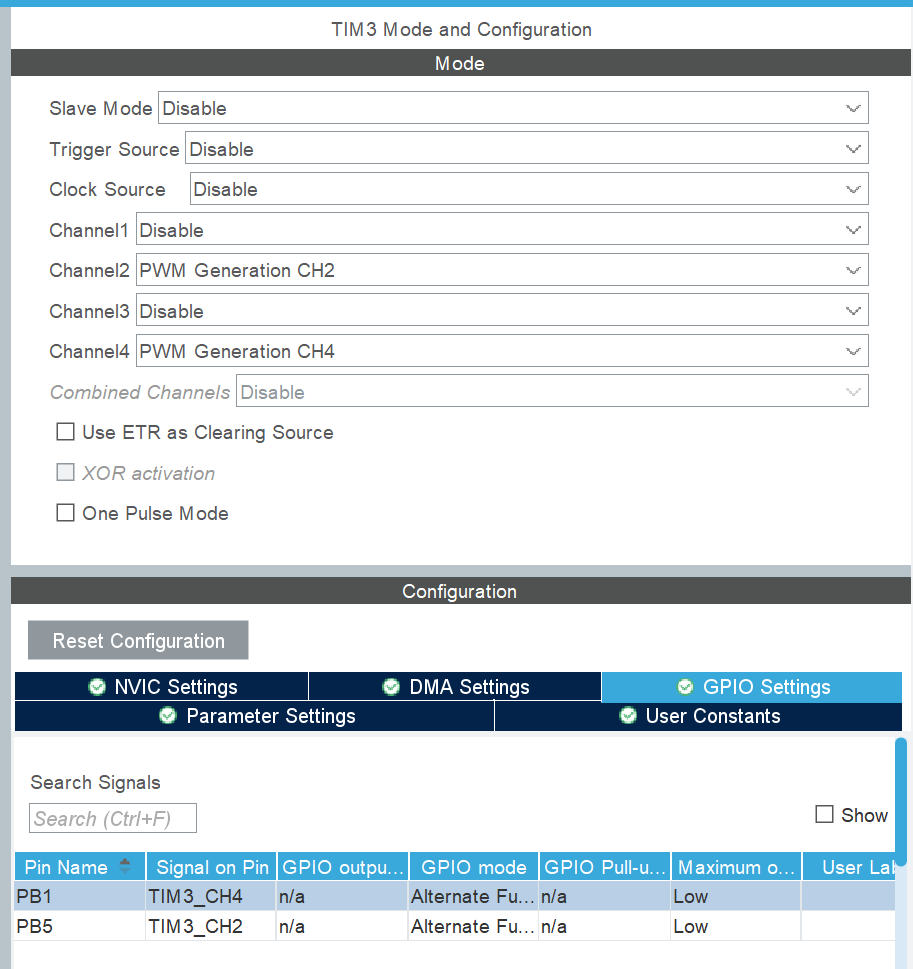 TIM3 Mode and Configuration
Mode
Slave Mode Disable
Trigger Source Disable
Clock Source Disable
Channel1 Disable
Channel2 PWM Generation CH2
Channel3 Disable
Channel4 PWM Generation CH4
Combined Channels Disable
Use ETR as Clearing Source
XOR activation
One Pulse Mode
Configuration
Reset Configuration
NVIC Settings DMA Settings GPIO Settings
Parameter Settings User Constants
Search Signals
Search (Ctrl+F) Show
Pin Name Signal on Pin GPIO outpu... GPIO mode GPIO Pull-u... Maximum o... User Lab
PB1 TIM3_CH4 n/a Alternate Fu... n/a Low
PB5 TIM3_CH2 n/a Alternate Fu... n/a Low